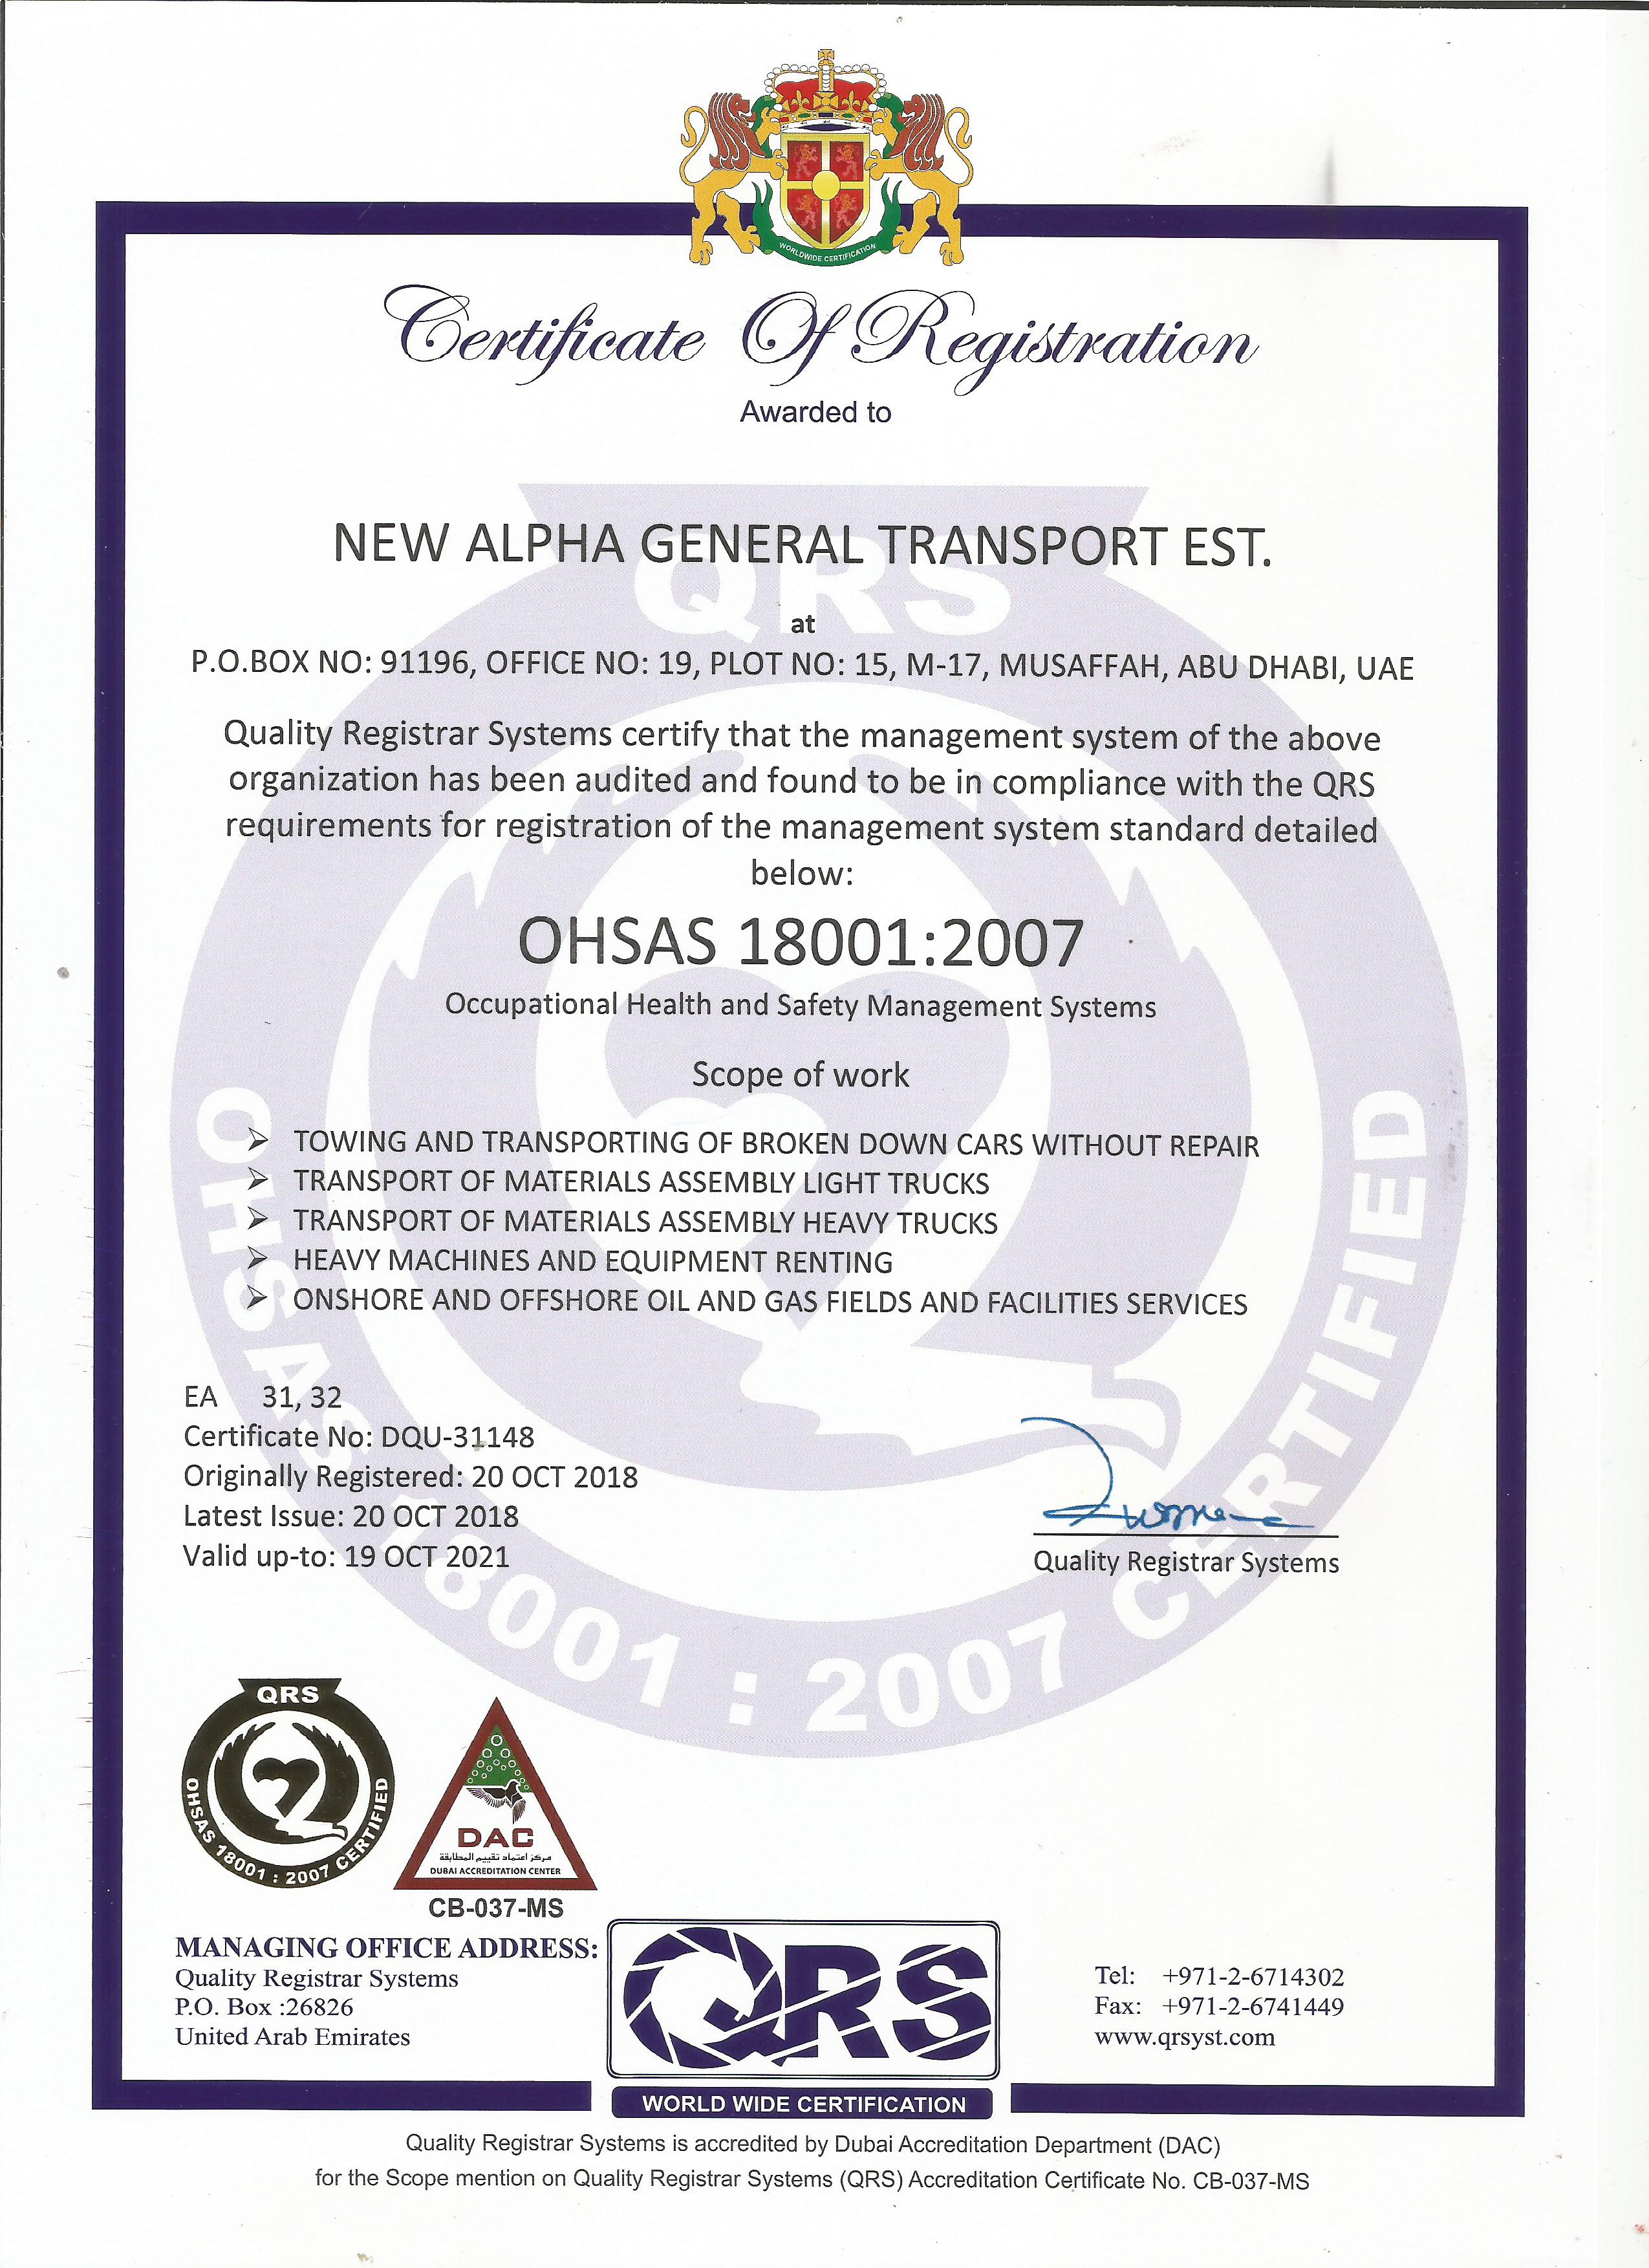 WORLDWIDE CERTIFICATION
Certificate Of Registration
Awarded to
QRS
NEW ALPHA GENERAL TRANSPORT EST.
at
P.O.BOX NO: 91196, OFFICE NO: 19, PLOT NO: 15, M-17, MUSAFFAH, ABU DHABI, UAE
Quality Registrar Systems certify that the management system of the above
organization has been audited and found to be in compliance with the QRS
requirements for registration of the management system standard detailed
below:
OHSAS 18001:2007
Occupational Health and Safety Management Systems
Scope of work
➢ TOWING AND TRANSPORTING OF BROKEN DOWN CARS WITHOUT REPAIR
➢ TRANSPORT OF MATERIALS ASSEMBLY LIGHT TRUCKS
➢ TRANSPORT OF MATERIALS ASSEMBLY HEAVY TRUCKS
➢ HEAVY MACHINES AND EQUIPMENT RENTING
➢ ONSHORE AND OFFSHORE OIL AND GAS FIELDS AND FACILITIES SERVICES
OHSAS 18001 : 2007 CERTIFIED
EA 31, 32
Certificate No: DQU-31148
Originally Registered: 20 OCT 2018
Latest Issue: 20 OCT 2018
Valid up-to: 19 OCT 2021
Quality Registrar Systems
QRS
OHSAS 18001 : 2007 CERTIFIED
DAC
مركز اعتماد تقييم المطابقة
DUBAI ACCREDITATION CENTER
CB-037-MS
MANAGING OFFICE ADDRESS:
Quality Registrar Systems
P.O. Box :26826
United Arab Emirates
QRS
WORLD WIDE CERTIFICATION
Tel: +971-2-6714302
Fax: +971-2-6741449
www.qrsyst.com
Quality Registrar Systems is accredited by Dubai Accreditation Department (DAC)
for the Scope mention on Quality Registrar Systems (QRS) Accreditation Certificate No. CB-037-MS